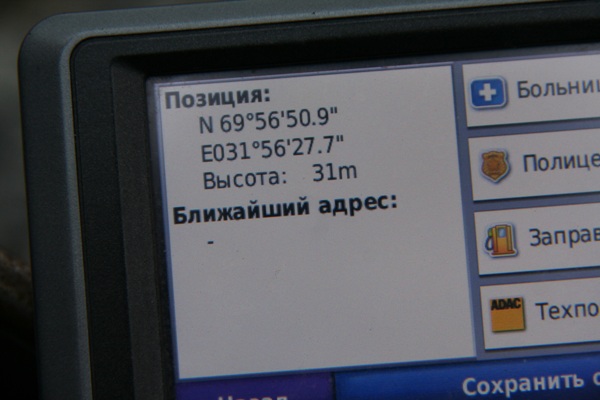 Позиция:
N 69°56'50.9"
E031°56'27.7"
Высота: 31m
Ближайший адрес:
-
Больни
Полице
Заправ
ADAC
Техпо
Назад
Сохранить